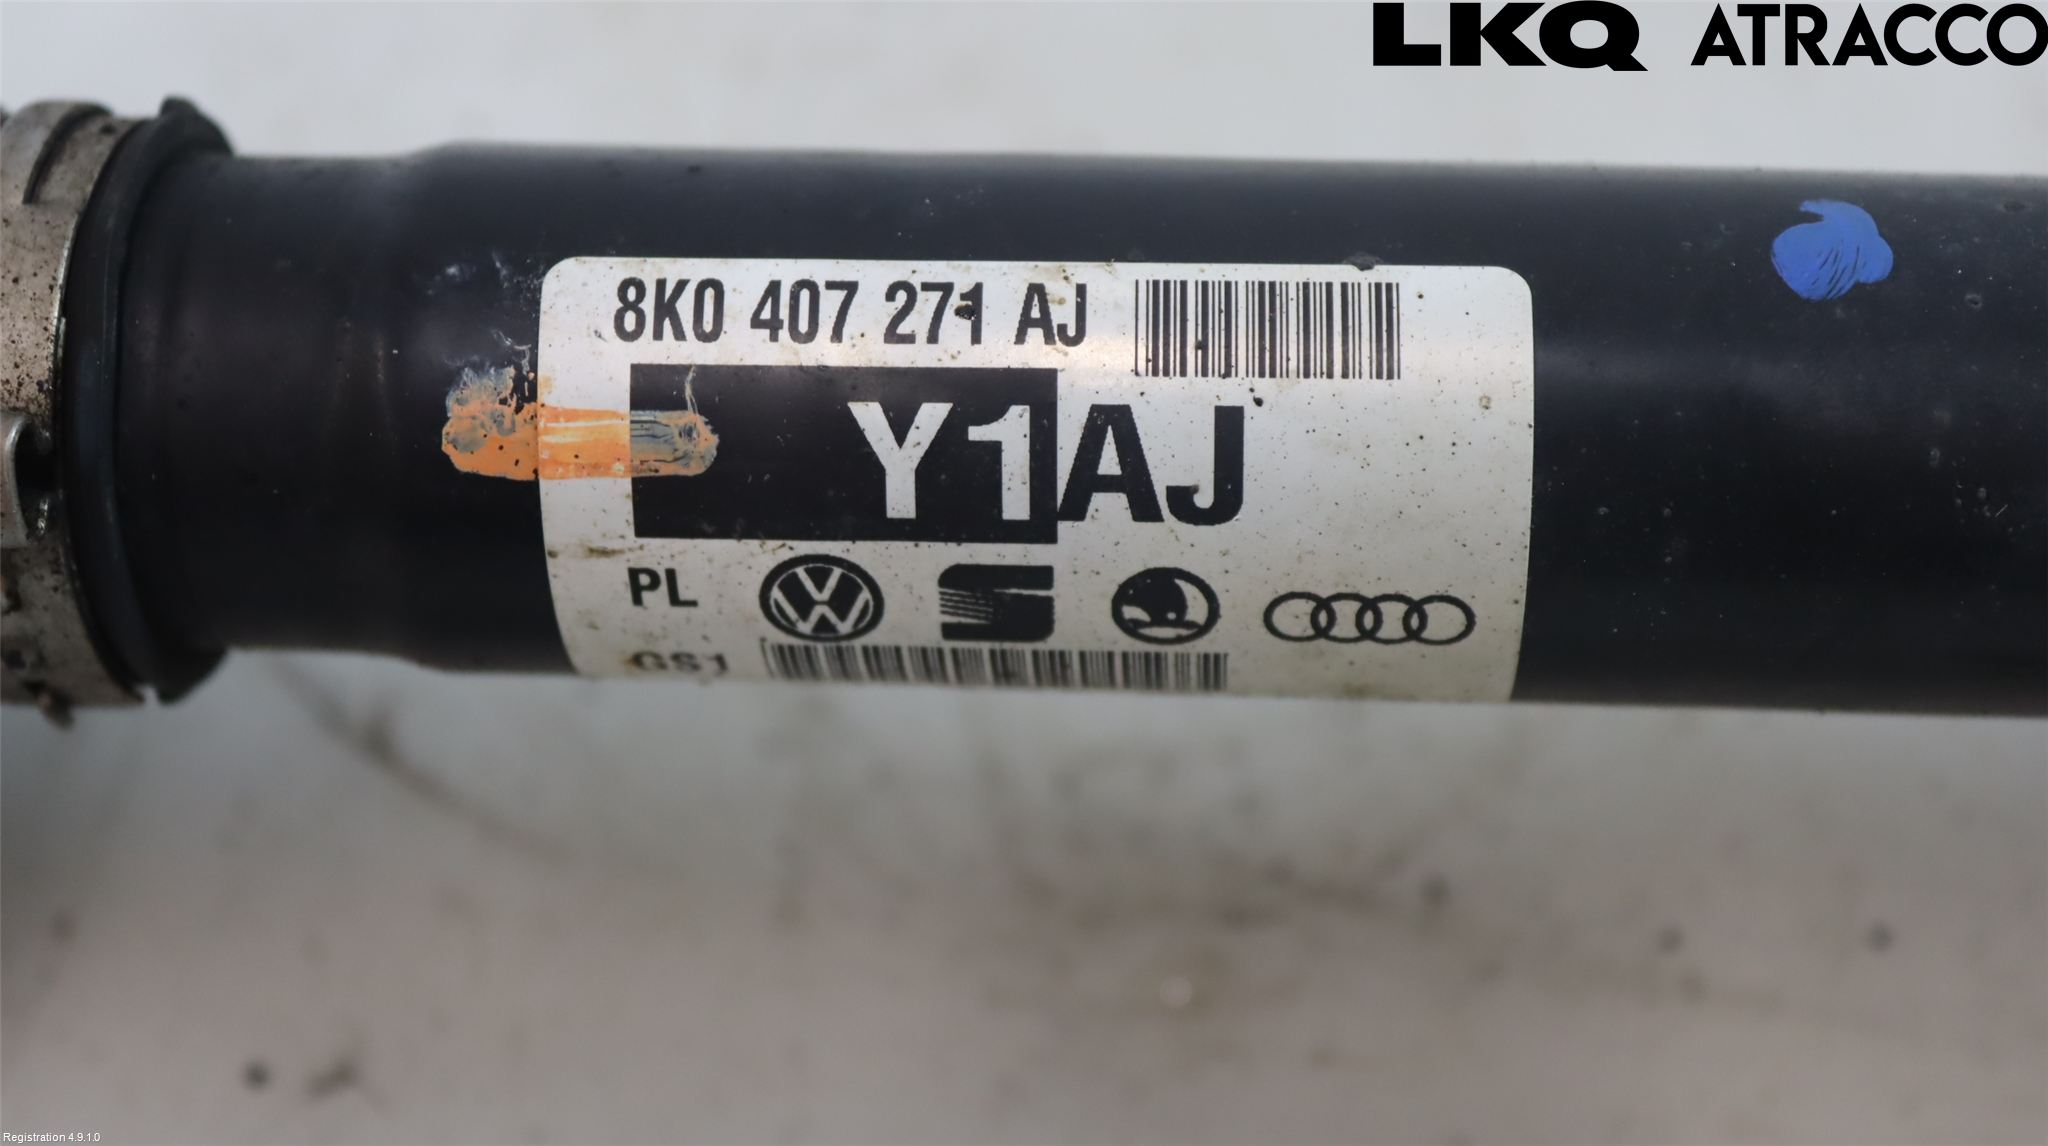 LKQ ATRACCO
8K0 407 271 AJ
Y1AJ
PL
GS1
Registration 4.9.1.0